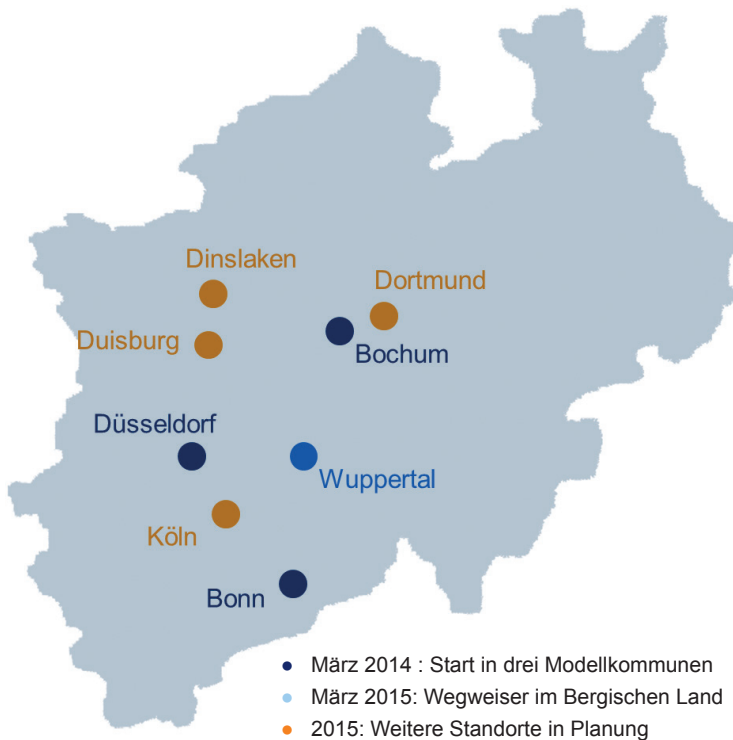 Dinslaken
Dortmund
Duisburg
Bochum
Düsseldorf
Wuppertal
Köln
Bonn
März 2014 : Start in drei Modellkommunen
März 2015: Wegweiser im Bergischen Land
2015: Weitere Standorte in Planung